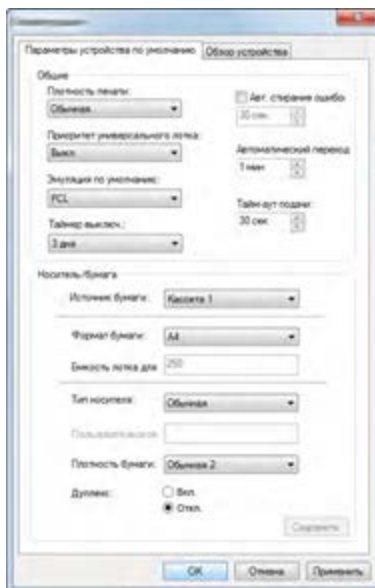 Параметры устройства по умолчанию
Обзор устройства
Общие
Плотность печати:
Обычная
Авт. стирание ошибо
30 сек.
Приоритет универсального лотка:
Выкл.
Автоматический переход
1 мин
Эмуляция по умолчанию:
PCL
Тайм-аут подачи:
30 сек
Таймер выключ.:
3 дня
Носитель/бумага
Источник бумаги:
Кассета 1
Формат бумаги:
A4
Емкость лотка для
250
Тип носителя:
Обычная
Пользовательское
Плотность бумаги:
Обычная 2
Дуплекс:
Вкл.
Откл.
Сохранить
OK
Отмена
Применить